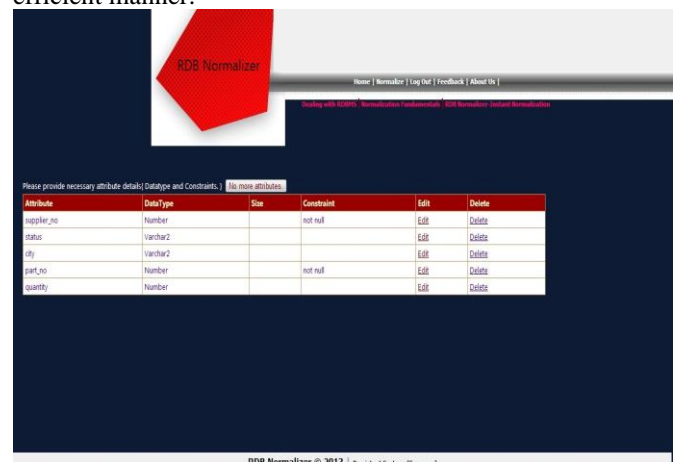 efficient manner.
RDB Normalizer
Home | Normalize | Log Out | Feedback | About Us |
Dealing with RDBMS | Normalization Fundamentals | RDB Normalizer-Instant Normalization
Please provide necessary attribute details( Datatype and Constraints. ) No more attributes
Attribute DataType Size Constraint Edit Delete
supplier_no Number not null Edit Delete
status Varchar2 Edit Delete
city Varchar2 Edit Delete
part_no Number not null Edit Delete
quantity Number Edit Delete
RDB Normalizer © 2012 |